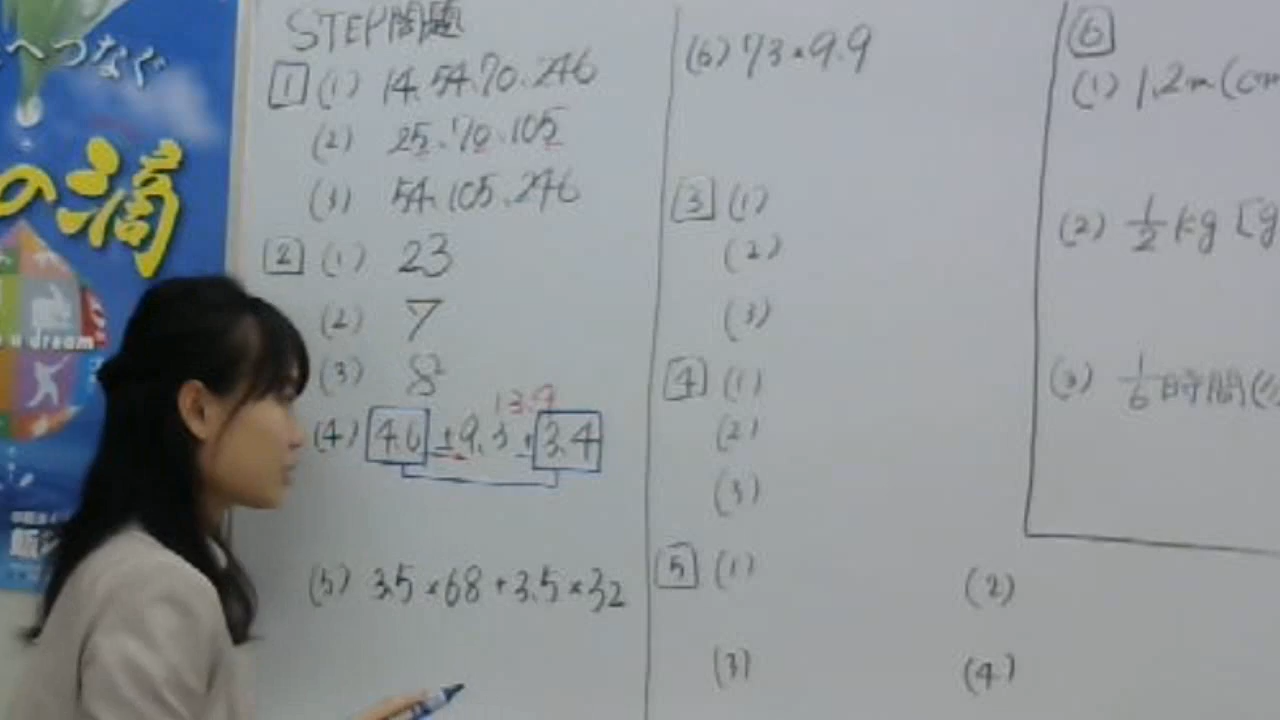 へつなぐ
の滴
a dream
STEP問題
1 (1) 14.54.70.246
(2) 25.70.105
(3) 54.105.246
2 (1) 23
(2) 7
(3) 8
13.9
(4) 4.6+9.3+3.4
(5) 3.5×68+3.5×32
(6) 73×9.9
3 (1)
(2)
(3)
4 (1)
(2)
(3)
5 (1) (2)
(3) (4)
6
(1) 1.2m(cm
(2) 1/2 kg [g
(3) 1/6 時間(